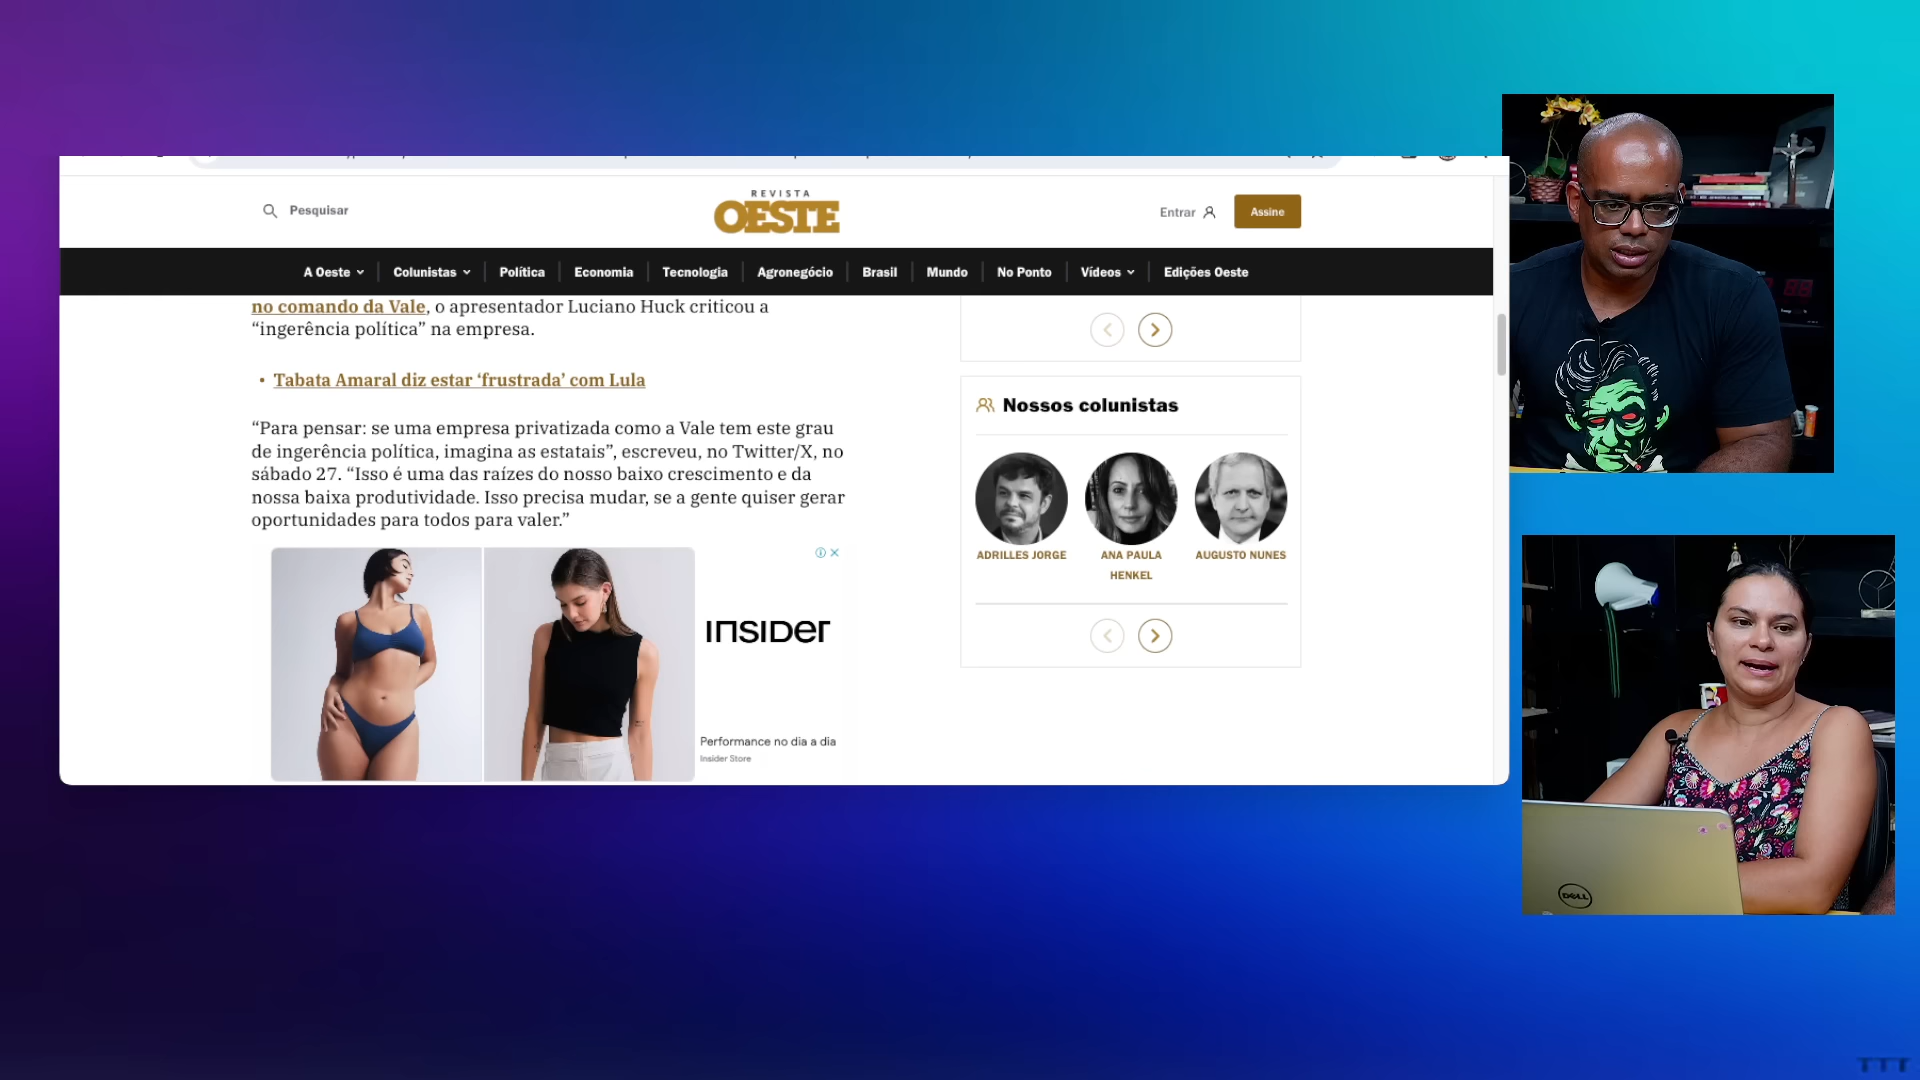 Pesquisar
REVISTA
OESTE
Entrar
Assine
A Oeste
Colunistas
Política
Economia
Tecnologia
Agronegócio
Brasil
Mundo
No Ponto
Vídeos
Edições Oeste
no comando da Vale, o apresentador Luciano Huck criticou a
“ingerência política” na empresa.
• Tabata Amaral diz estar ‘frustrada’ com Lula
“Para pensar: se uma empresa privatizada como a Vale tem este grau
de ingerência política, imagina as estatais”, escreveu, no Twitter/X, no
sábado 27. “Isso é uma das raízes do nosso baixo crescimento e da
nossa baixa produtividade. Isso precisa mudar, se a gente quiser gerar
oportunidades para todos para valer.”
INSIDER
Performance no dia a dia
Insider Store
Nossos colunistas
ADRILLES JORGE
ANA PAULA
HENKEL
AUGUSTO NUNES
DELL
TTT